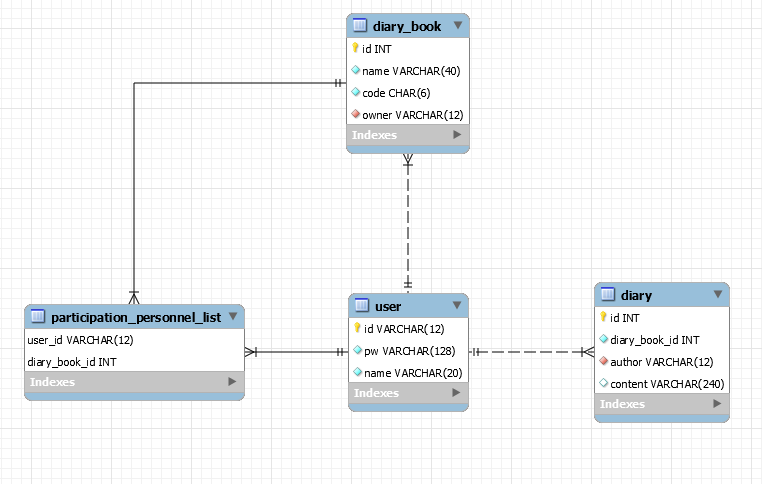 diary_book
id INT
name VARCHAR(40)
code CHAR(6)
owner VARCHAR(12)
Indexes
participation_personnel_list
user_id VARCHAR(12)
diary_book_id INT
Indexes
user
id VARCHAR(12)
pw VARCHAR(128)
name VARCHAR(20)
Indexes
diary
id INT
diary_book_id INT
author VARCHAR(12)
content VARCHAR(240)
Indexes